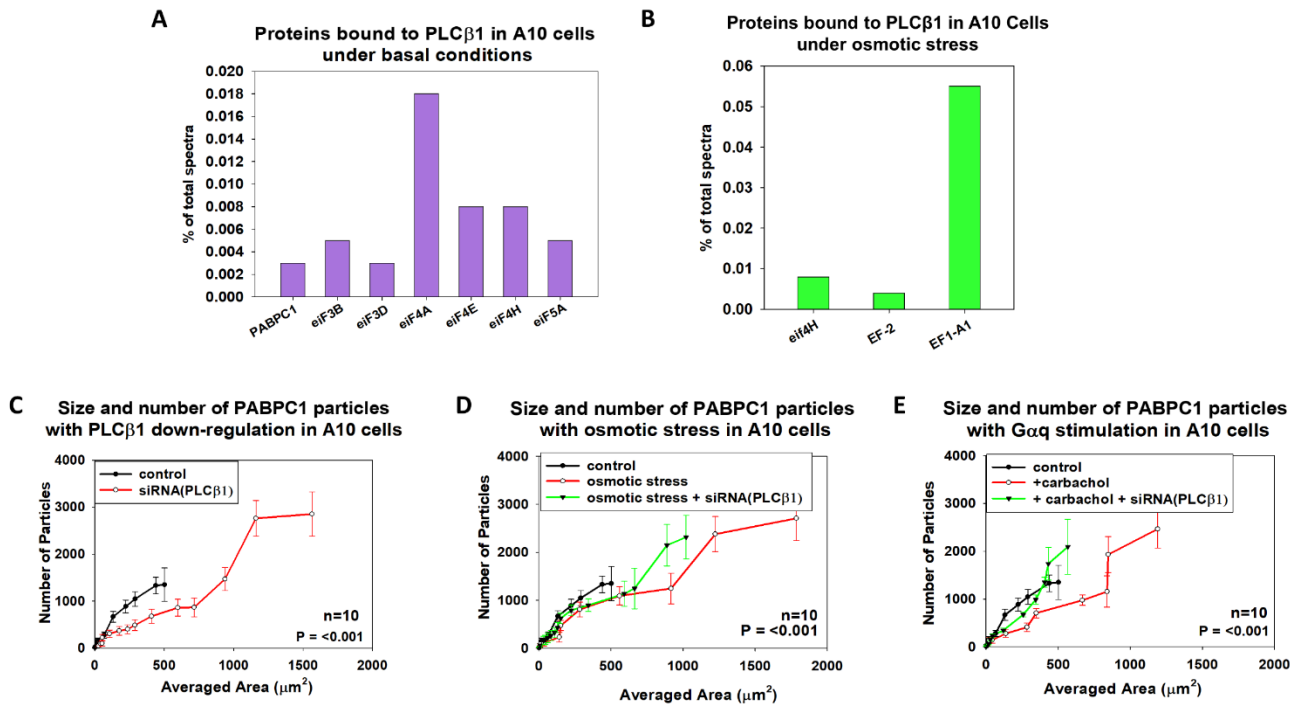 A
Proteins bound to PLCβ1 in A10 cells
under basal conditions
% of total spectra
0.020
0.018
0.016
0.014
0.012
0.010
0.008
0.006
0.004
0.002
0.000
PABPC1
eiF3B
eiF3D
eiF4A
eiF4E
eiF4H
eiF5A
B
Proteins bound to PLCβ1 in A10 Cells
under osmotic stress
% of total spectra
0.06
0.05
0.04
0.03
0.02
0.01
0.00
eif4H
EF-2
EF1-A1
C
Size and number of PABPC1 particles
with PLCβ1 down-regulation in A10 cells
Number of Particles
4000
3000
2000
1000
0
control
siRNA(PLCβ1)
n=10
P = <0.001
0 500 1000 1500 2000
Averaged Area (μm²)
D
Size and number of PABPC1 particles
with osmotic stress in A10 cells
Number of Particles
4000
3000
2000
1000
0
control
osmotic stress
osmotic stress + siRNA(PLCβ1)
n=10
P = <0.001
0 500 1000 1500 2000
Averaged Area (μm²)
E
Size and number of PABPC1 particles
with Gαq stimulation in A10 cells
Number of Particles
4000
3000
2000
1000
0
control
+carbachol
+ carbachol + siRNA(PLCβ1)
n=10
P = <0.001
0 500 1000 1500 2000
Averaged Area (μm²)